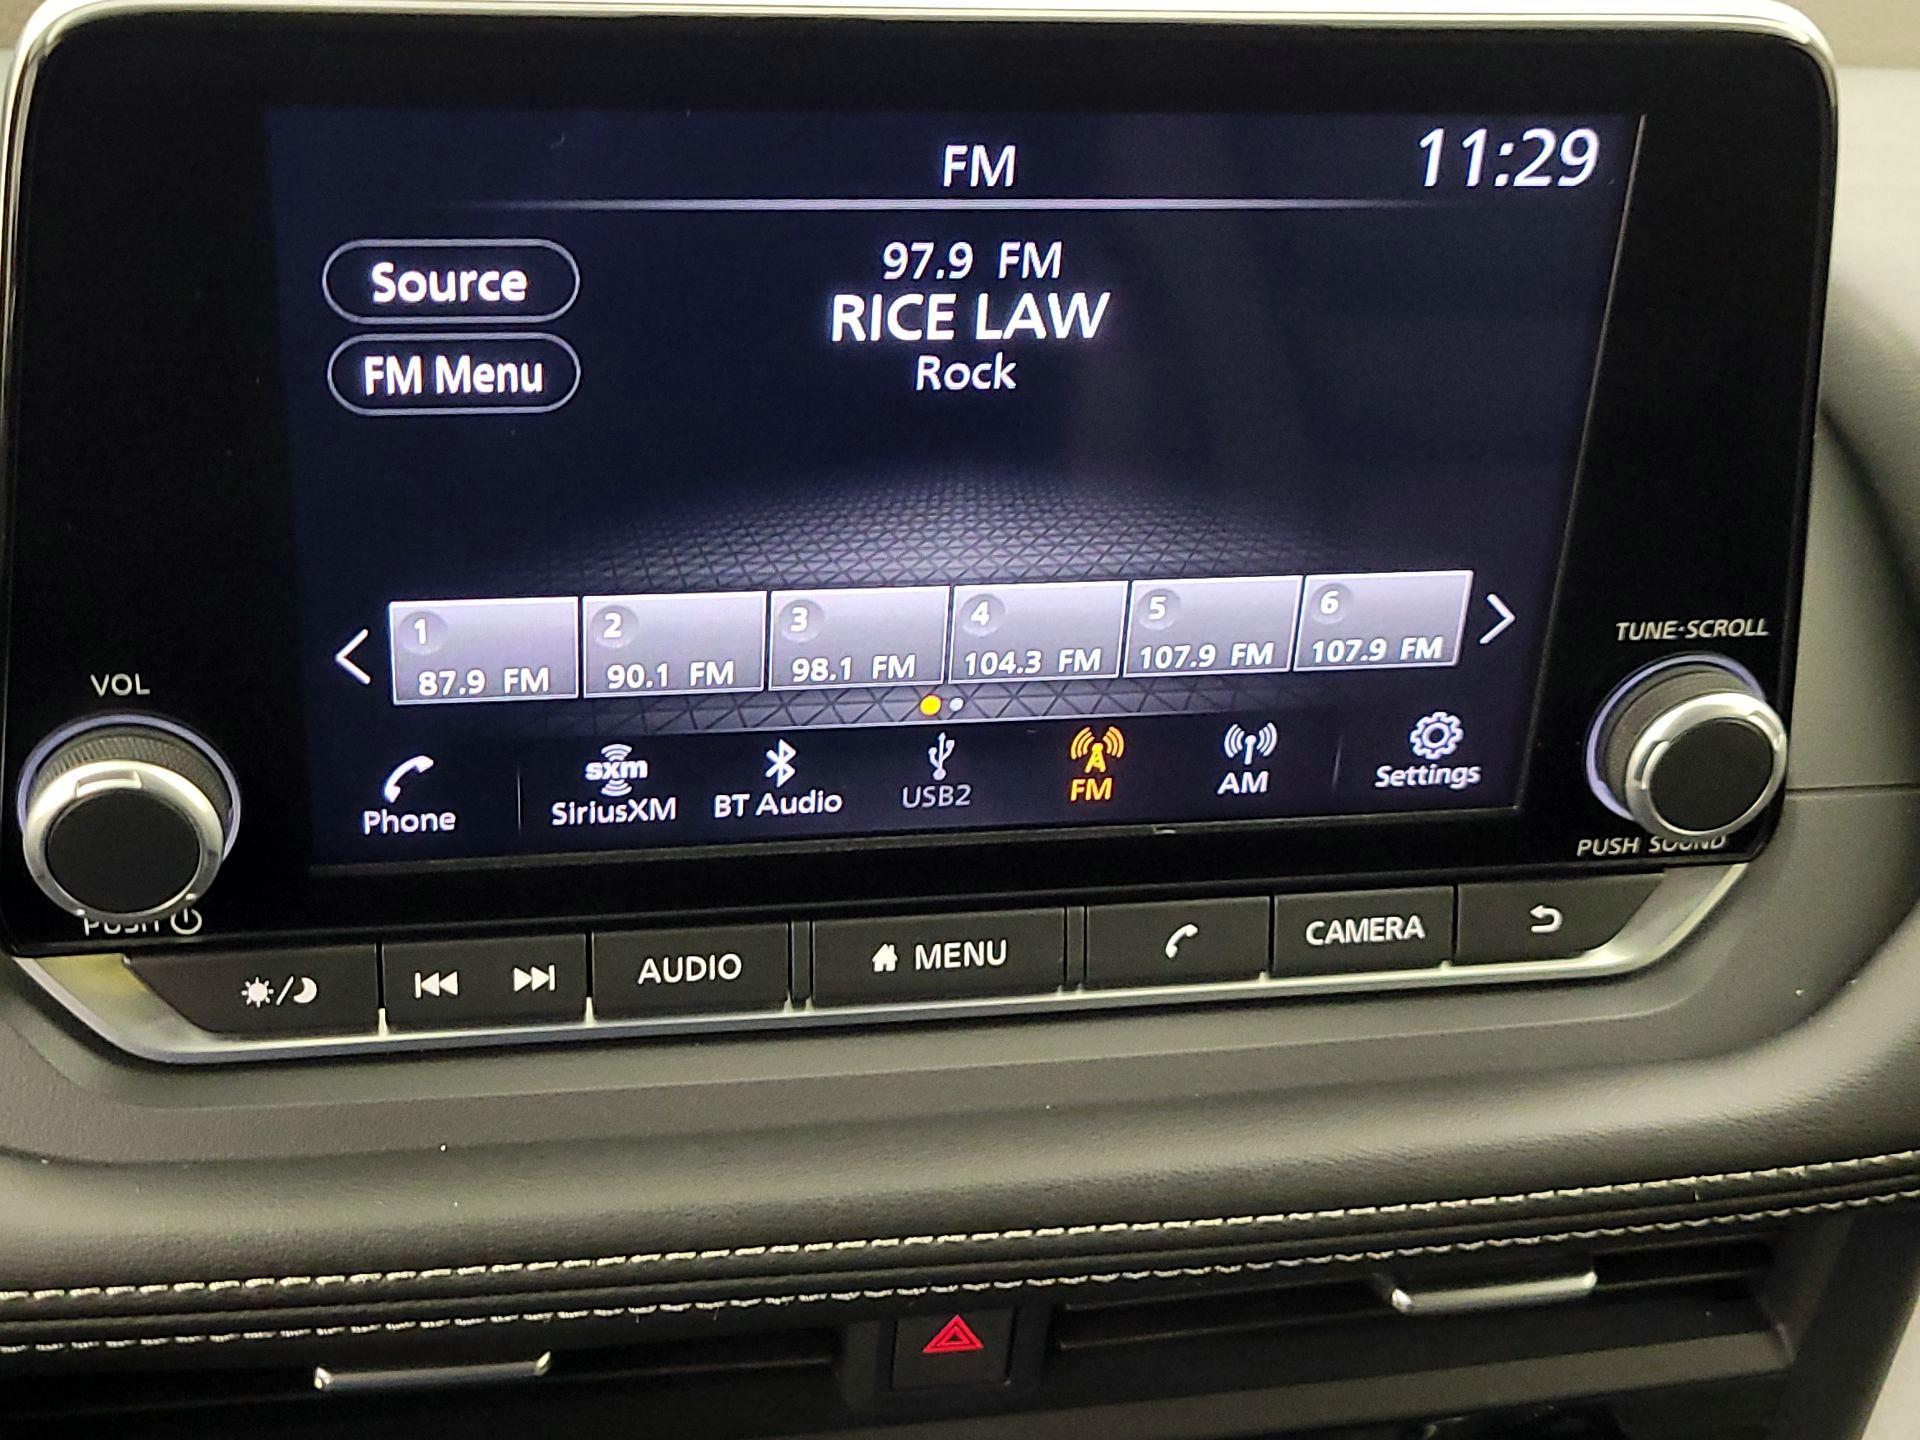 FM
11:29
Source
FM Menu
97.9 FM
RICE LAW
Rock
1
87.9 FM
2
90.1 FM
3
98.1 FM
4
104.3 FM
5
107.9 FM
6
107.9 FM
Phone
sxm
SiriusXM
BT Audio
USB2
FM
AM
Settings
VOL
PUSH
TUNE·SCROLL
PUSH SOUND
AUDIO
MENU
CAMERA